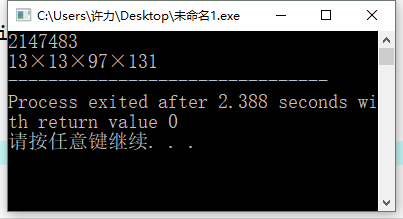 C:\Users\许力\Desktop\未命名1.exe
2147483
13×13×97×131
--------------------------------
Process exited after 2.388 seconds wi
th return value 0
请按任意键继续. . .